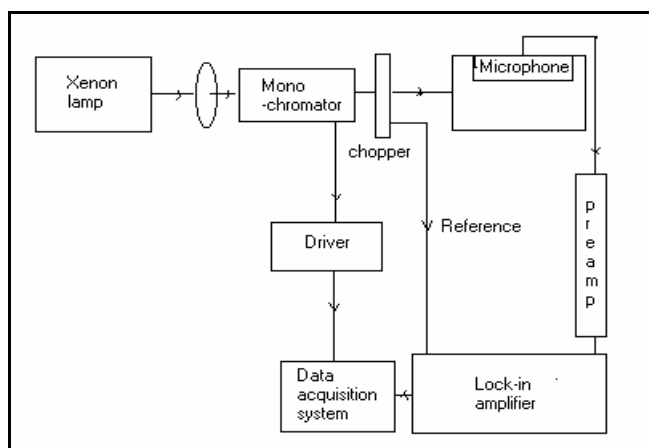 Xenon
lamp
Mono
-chromator
chopper
Microphone
p
r
e
a
m
p
Driver
Reference
Data
acquisition
system
Lock-in
amplifier